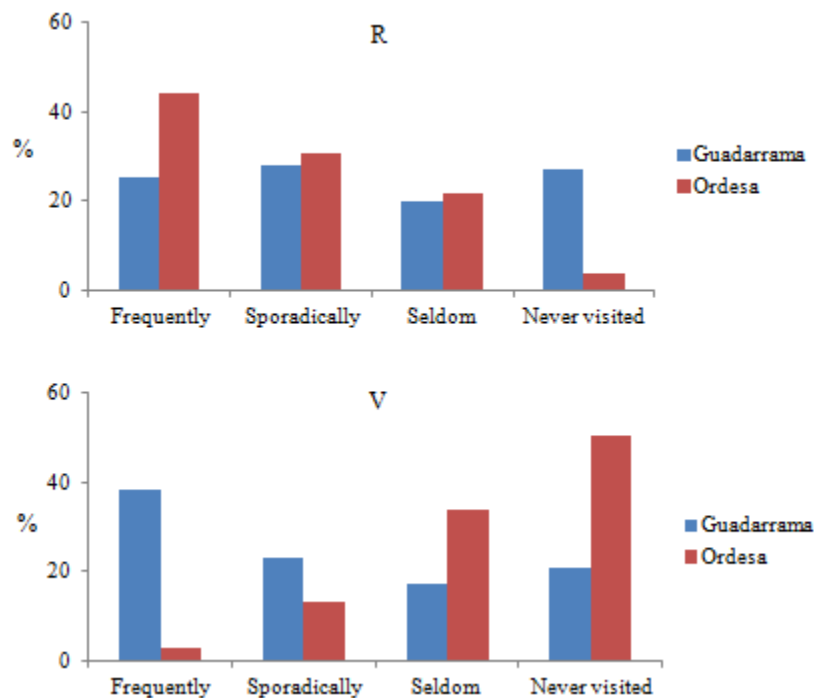 R
60
40
%
20
0
Guadarrama
Ordesa
Frequently Sporadically Seldom Never visited
V
60
40
%
20
0
Guadarrama
Ordesa
Frequently Sporadically Seldom Never visited